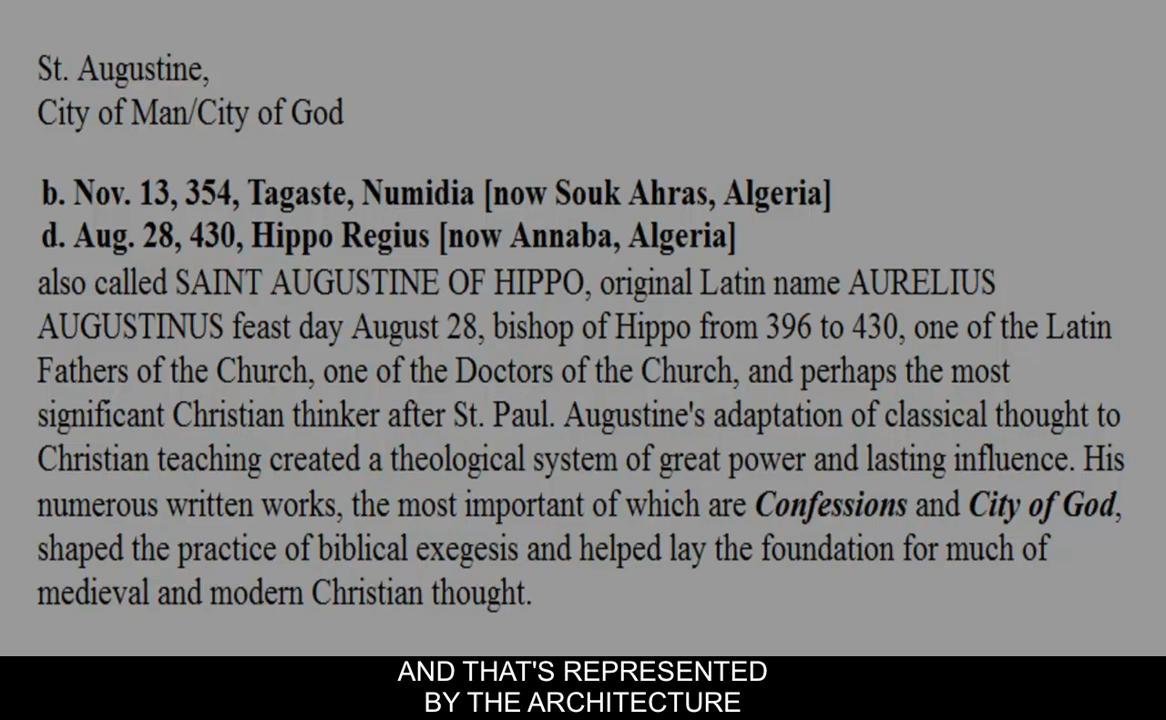 St. Augustine,
City of Man/City of God
b. Nov. 13, 354, Tagaste, Numidia [now Souk Ahras, Algeria]
d. Aug. 28, 430, Hippo Regius [now Annaba, Algeria]
also called SAINT AUGUSTINE OF HIPPO, original Latin name AURELIUS
AUGUSTINUS feast day August 28, bishop of Hippo from 396 to 430, one of the Latin
Fathers of the Church, one of the Doctors of the Church, and perhaps the most
significant Christian thinker after St. Paul. Augustine's adaptation of classical thought to
Christian teaching created a theological system of great power and lasting influence. His
numerous written works, the most important of which are Confessions and City of God,
shaped the practice of biblical exegesis and helped lay the foundation for much of
medieval and modern Christian thought.
AND THAT'S REPRESENTED
BY THE ARCHITECTURE